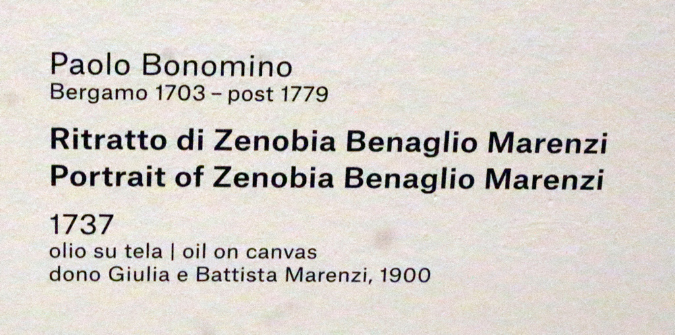 Paolo Bonomino
Bergamo 1703 – post 1779
Ritratto di Zenobia Benaglio Marenzi
Portrait of Zenobia Benaglio Marenzi
1737
olio su tela | oil on canvas
dono Giulia e Battista Marenzi, 1900